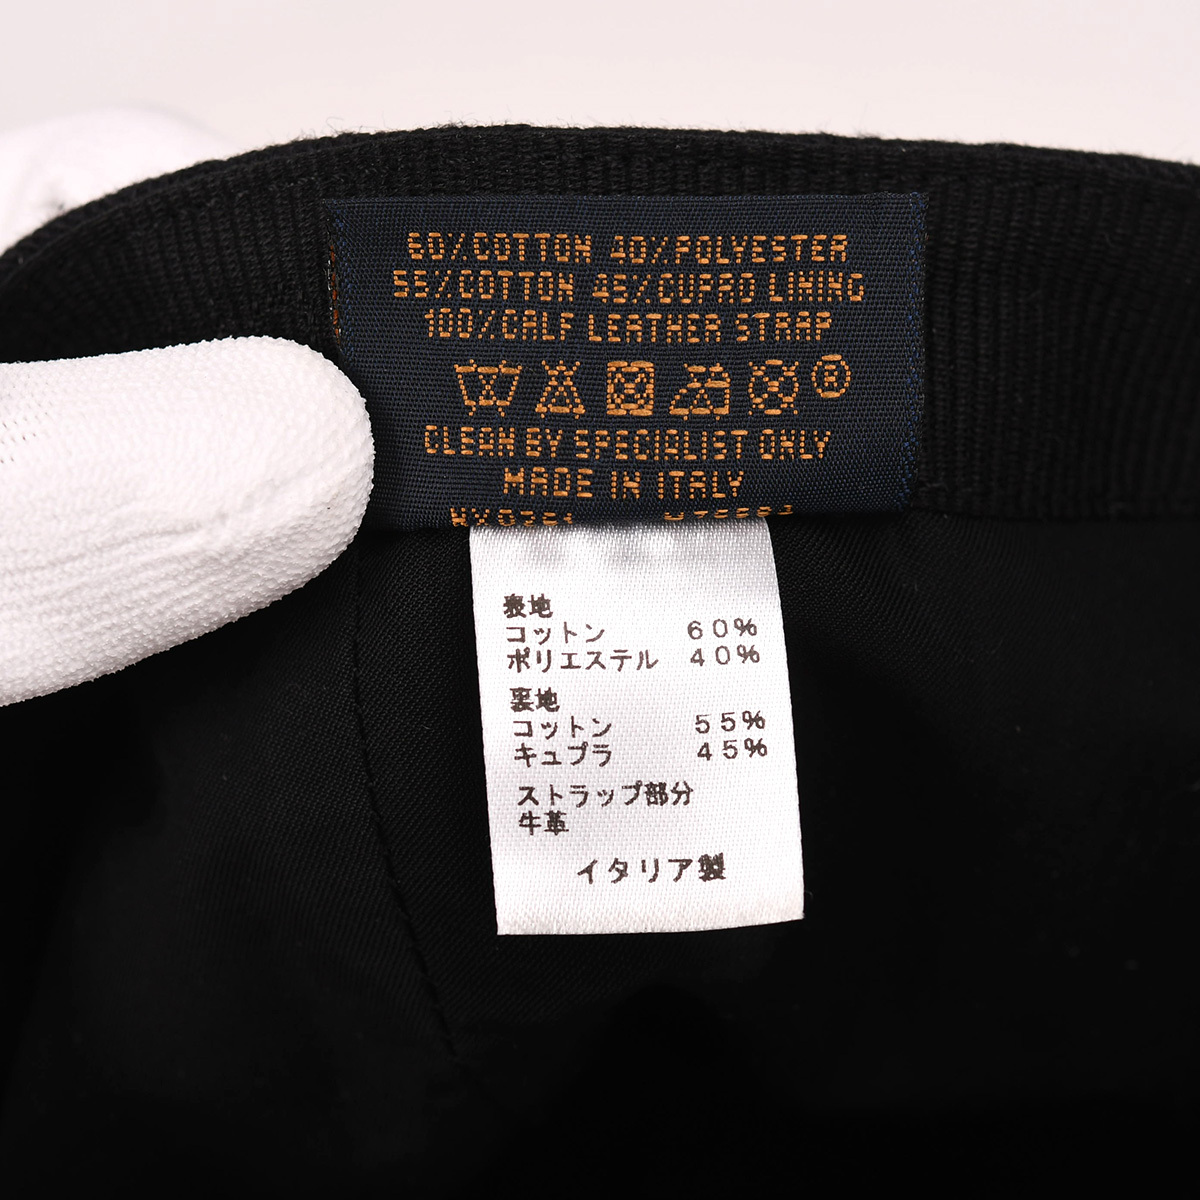 60%COTTON 40%POLYESTER
55%COTTON 45%CUPRO LINING
100%CALF LEATHER STRAP
CLEAN BY SPECIALIST ONLY
MADE IN ITALY
表地
コットン 60%
ポリエステル 40%
裏地
コットン 55%
キュプラ 45%
ストラップ部分
牛革
イタリア製